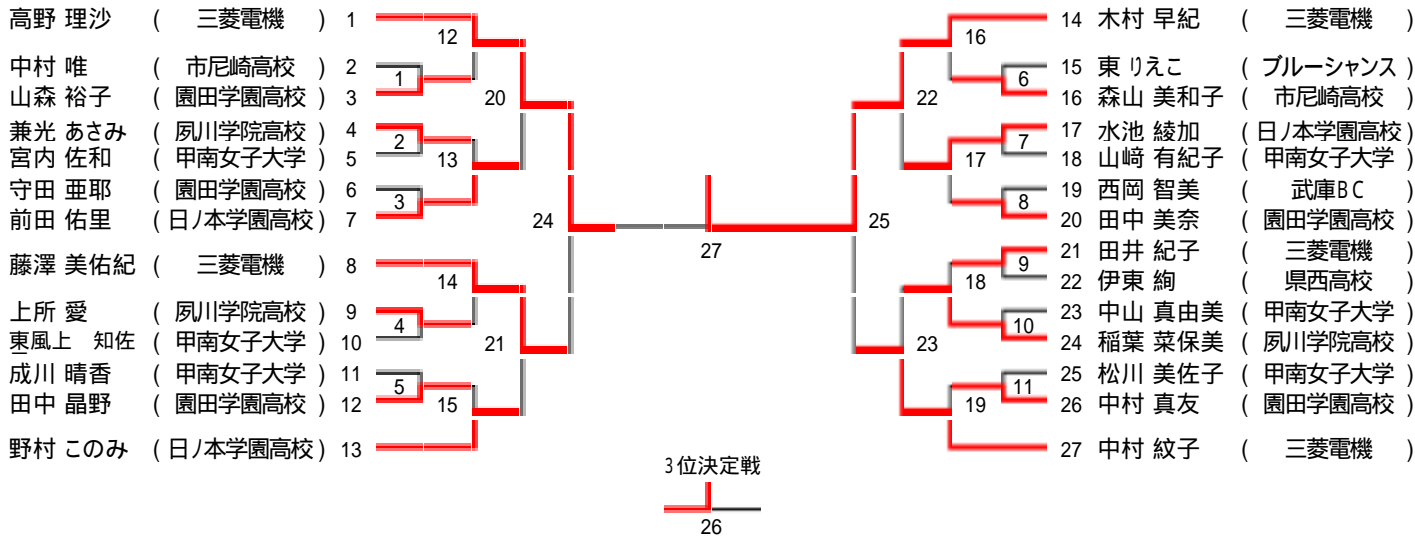 高野 理沙 ( 三菱電機 ) 1
中村 唯 ( 市尼崎高校 ) 2
山森 裕子 ( 園田学園高校 ) 3
兼光 あさみ ( 夙川学院高校 ) 4
宮内 佐和 ( 甲南女子大学 ) 5
守田 亜耶 ( 園田学園高校 ) 6
前田 佑里 ( 日ノ本学園高校 ) 7
藤澤 美佑紀 ( 三菱電機 ) 8
上所 愛 ( 夙川学院高校 ) 9
東風上 知佐 ( 甲南女子大学 ) 10
成川 晴香 ( 甲南女子大学 ) 11
田中 晶野 ( 園田学園高校 ) 12
野村 このみ ( 日ノ本学園高校 ) 13
12
1
20
2
13
3
24
14
4
21
5
15
27
3位決定戦
26
16
6
22
7
17
8
25
18
9
10
23
11
19
14 木村 早紀 ( 三菱電機 )
15 東 りえこ ( ブルーシャンス )
16 森山 美和子 ( 市尼崎高校 )
17 水池 綾加 ( 日ノ本学園高校 )
18 山﨑 有紀子 ( 甲南女子大学 )
19 西岡 智美 ( 武庫BC )
20 田中 美奈 ( 園田学園高校 )
21 田井 紀子 ( 三菱電機 )
22 伊東 絢 ( 県西高校 )
23 中山 真由美 ( 甲南女子大学 )
24 稲葉 菜保美 ( 夙川学院高校 )
25 松川 美佐子 ( 甲南女子大学 )
26 中村 真友 ( 園田学園高校 )
27 中村 紋子 ( 三菱電機 )